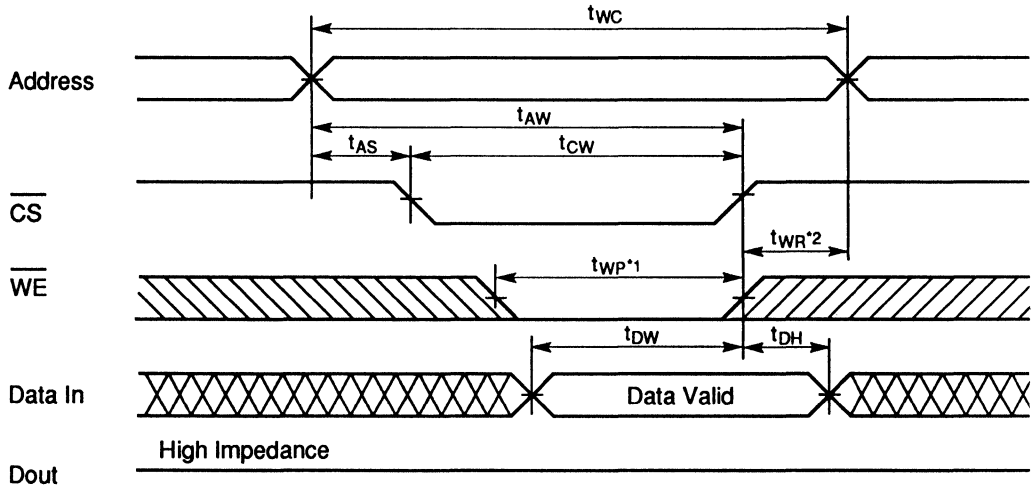 tWC
Address
tAW
tAS
tCW
CS
tWR*2
WE
tWP*1
tDW
tDH
Data In
Data Valid
High Impedance
Dout